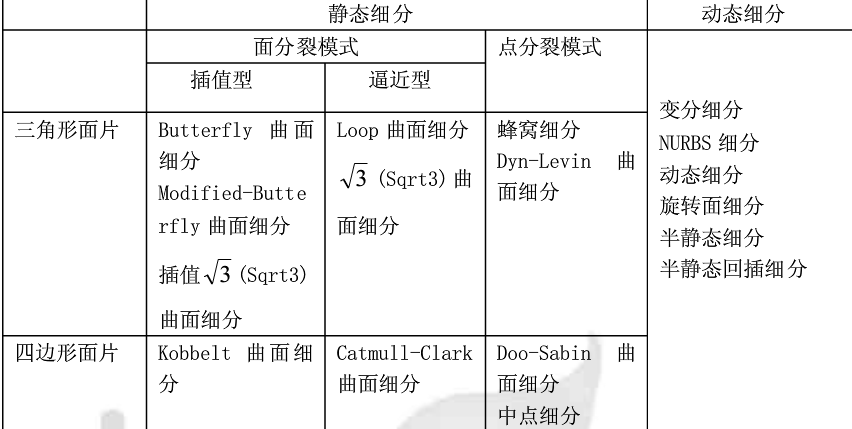 静态细分
动态细分
面分裂模式
点分裂模式
插值型
逼近型
三角形面片
Butterfly 曲面
细分
Modified-Butte
rfly 曲面细分
插值√3 (Sqrt3)
曲面细分
Loop 曲面细分
√3 (Sqrt3) 曲
面细分
蜂窝细分
Dyn-Levin 曲
面细分
变分细分
NURBS 细分
动态细分
旋转面细分
半静态细分
半静态回插细分
四边形面片
Kobbelt 曲面细
分
Catmull-Clark
曲面细分
Doo-Sabin 曲
面细分
中点细分